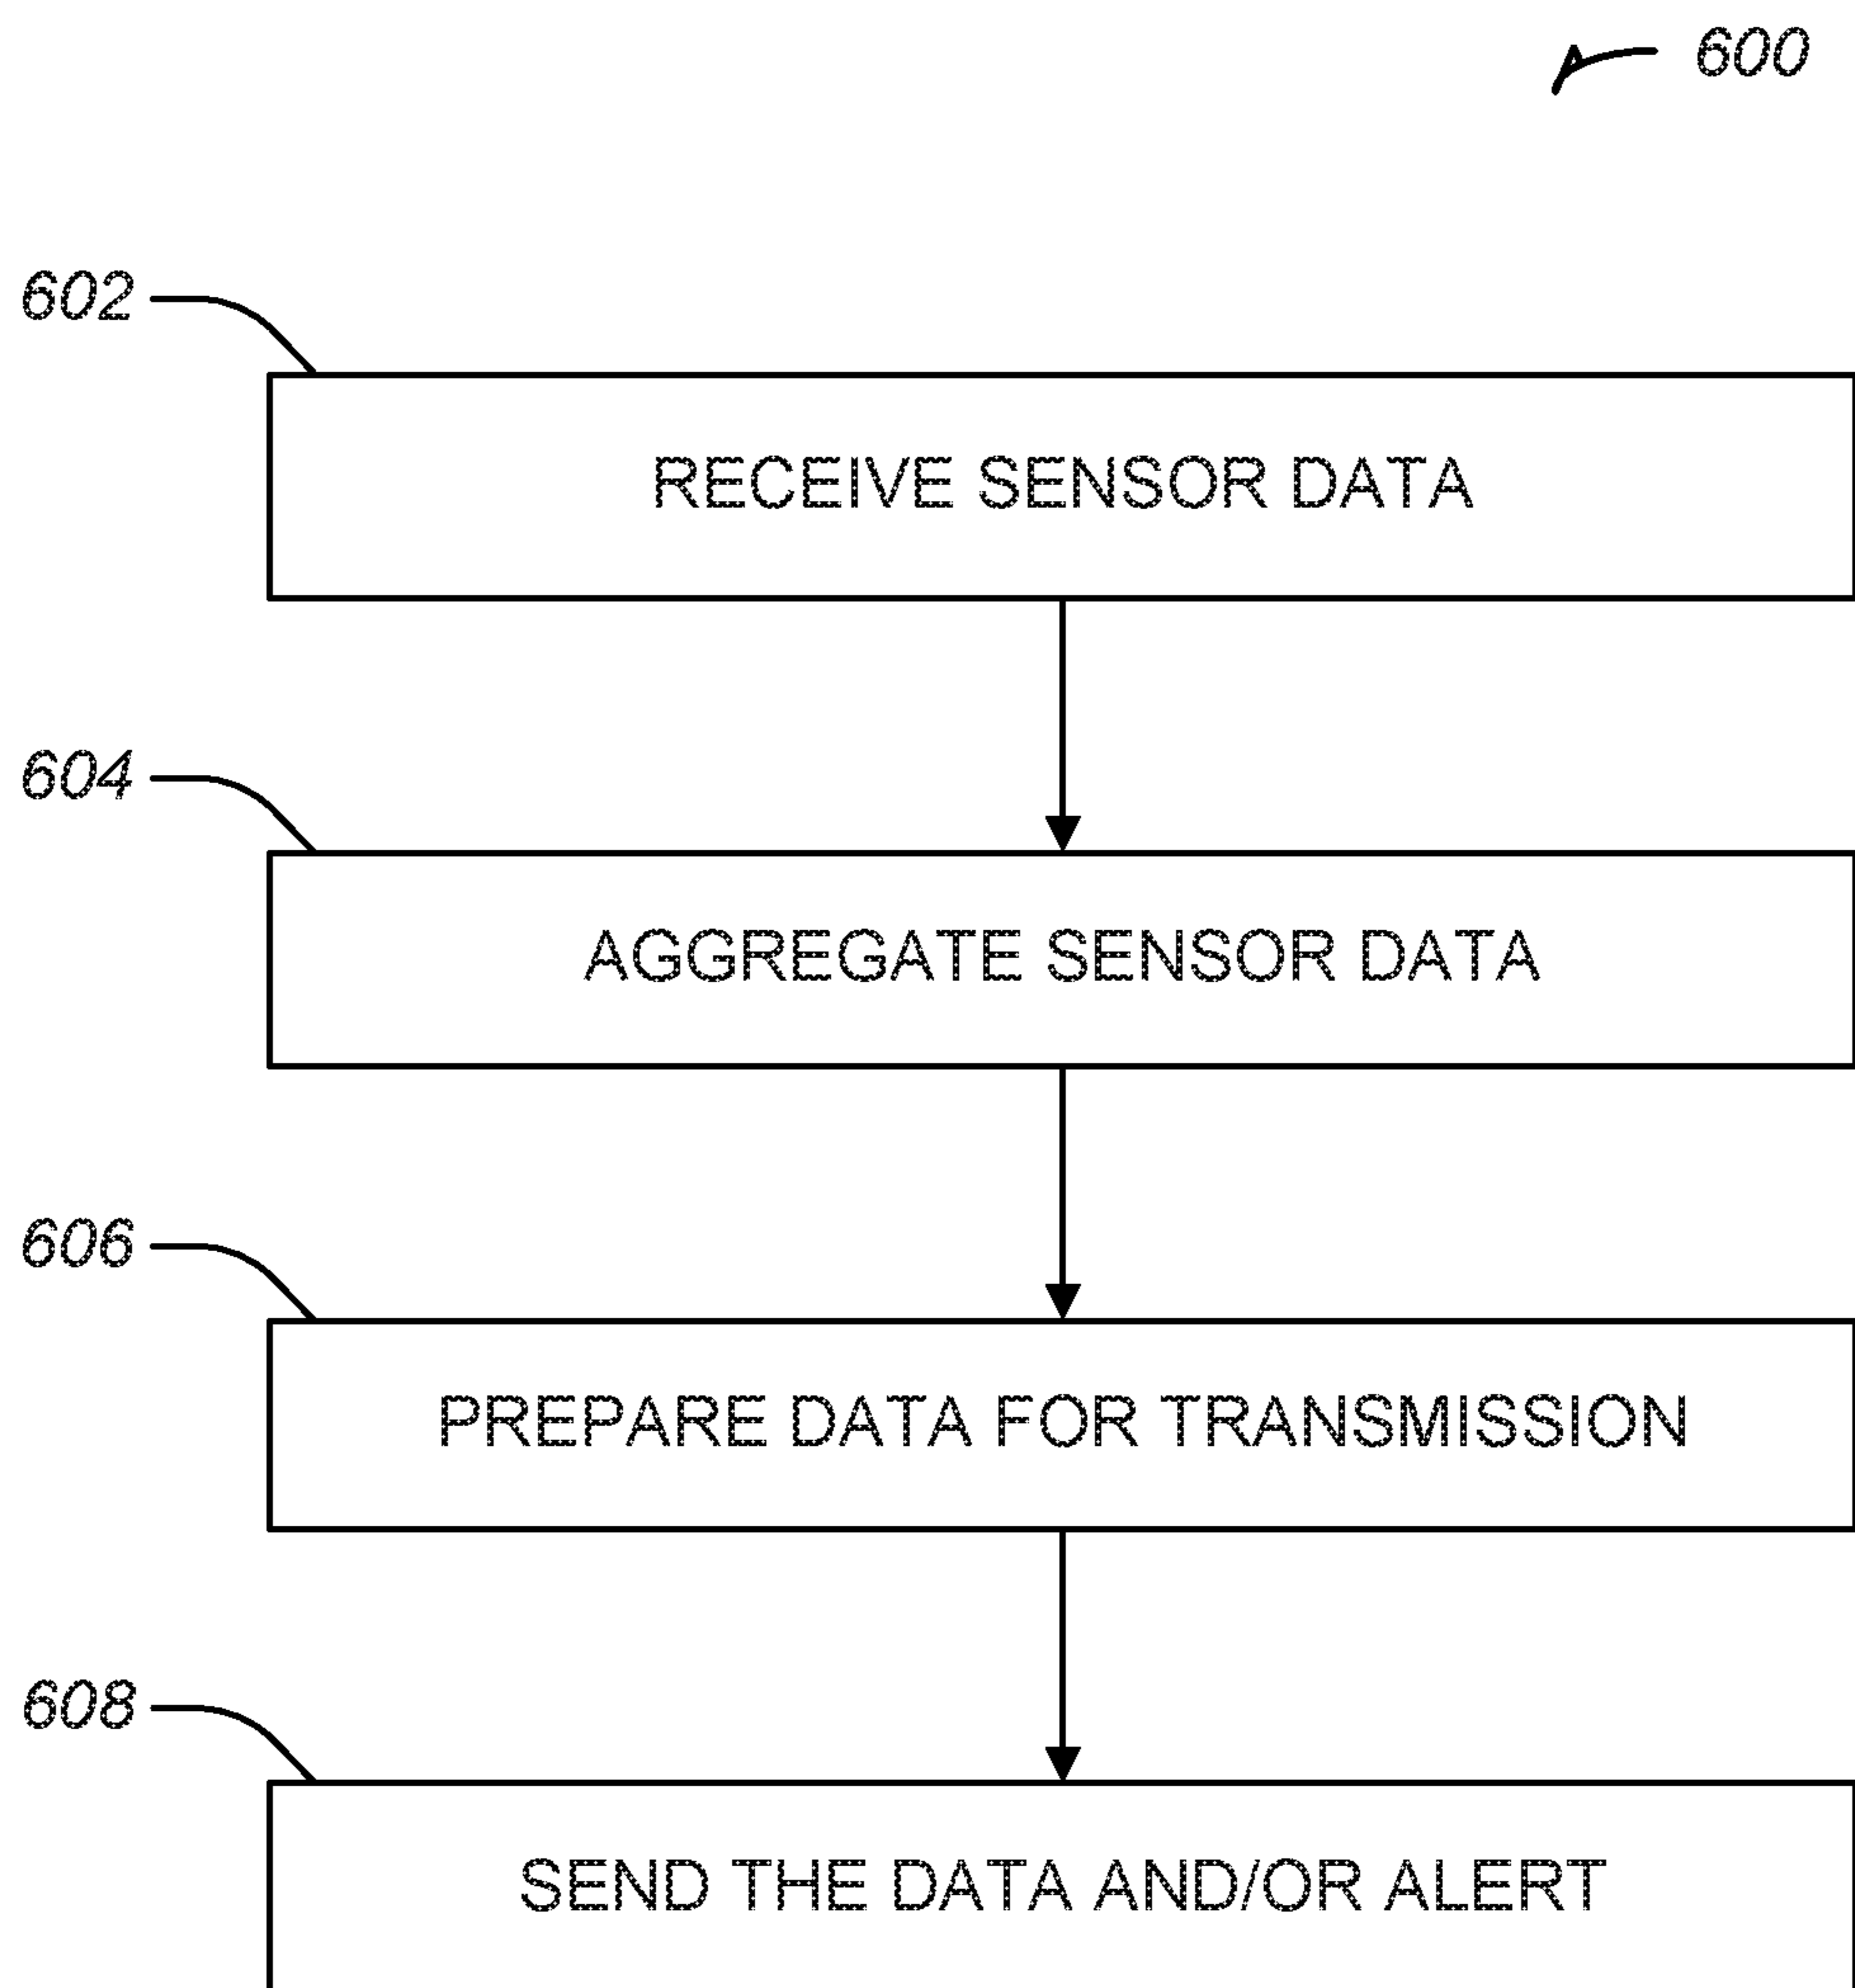 600
602
RECEIVE SENSOR DATA
604
AGGREGATE SENSOR DATA
606
PREPARE DATA FOR TRANSMISSION
608
SEND THE DATA AND/OR ALERT